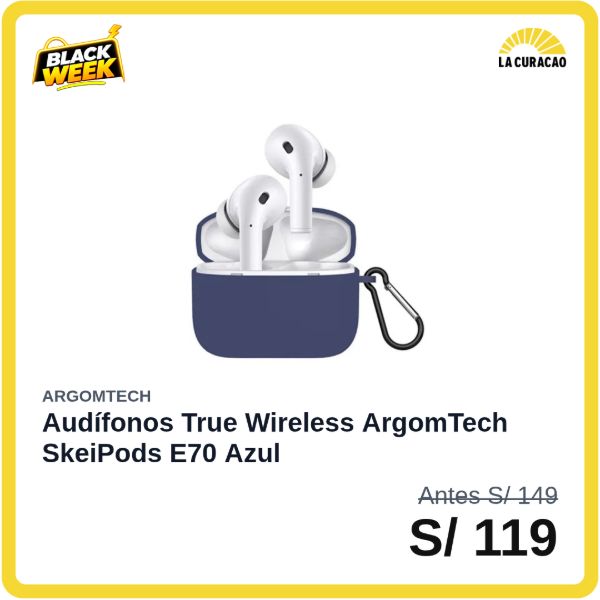 BLACK
WEEK
LA CURACAO
ARGOMTECH
Audífonos True Wireless ArgomTech
SkeiPods E70 Azul
Antes S/ 149
S/ 119